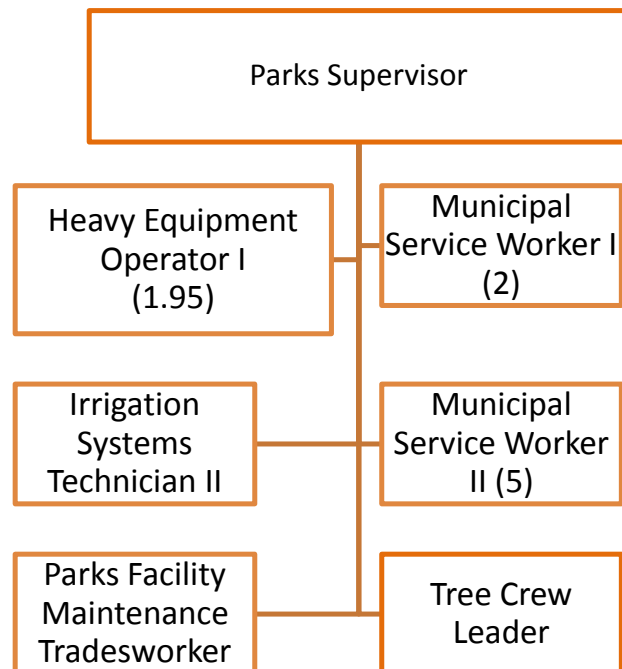 Parks Supervisor
Heavy Equipment
Operator I
(1.95)
Municipal
Service Worker I
(2)
Irrigation
Systems
Technician II
Municipal
Service Worker
II (5)
Parks Facility
Maintenance
Tradesworker
Tree Crew
Leader